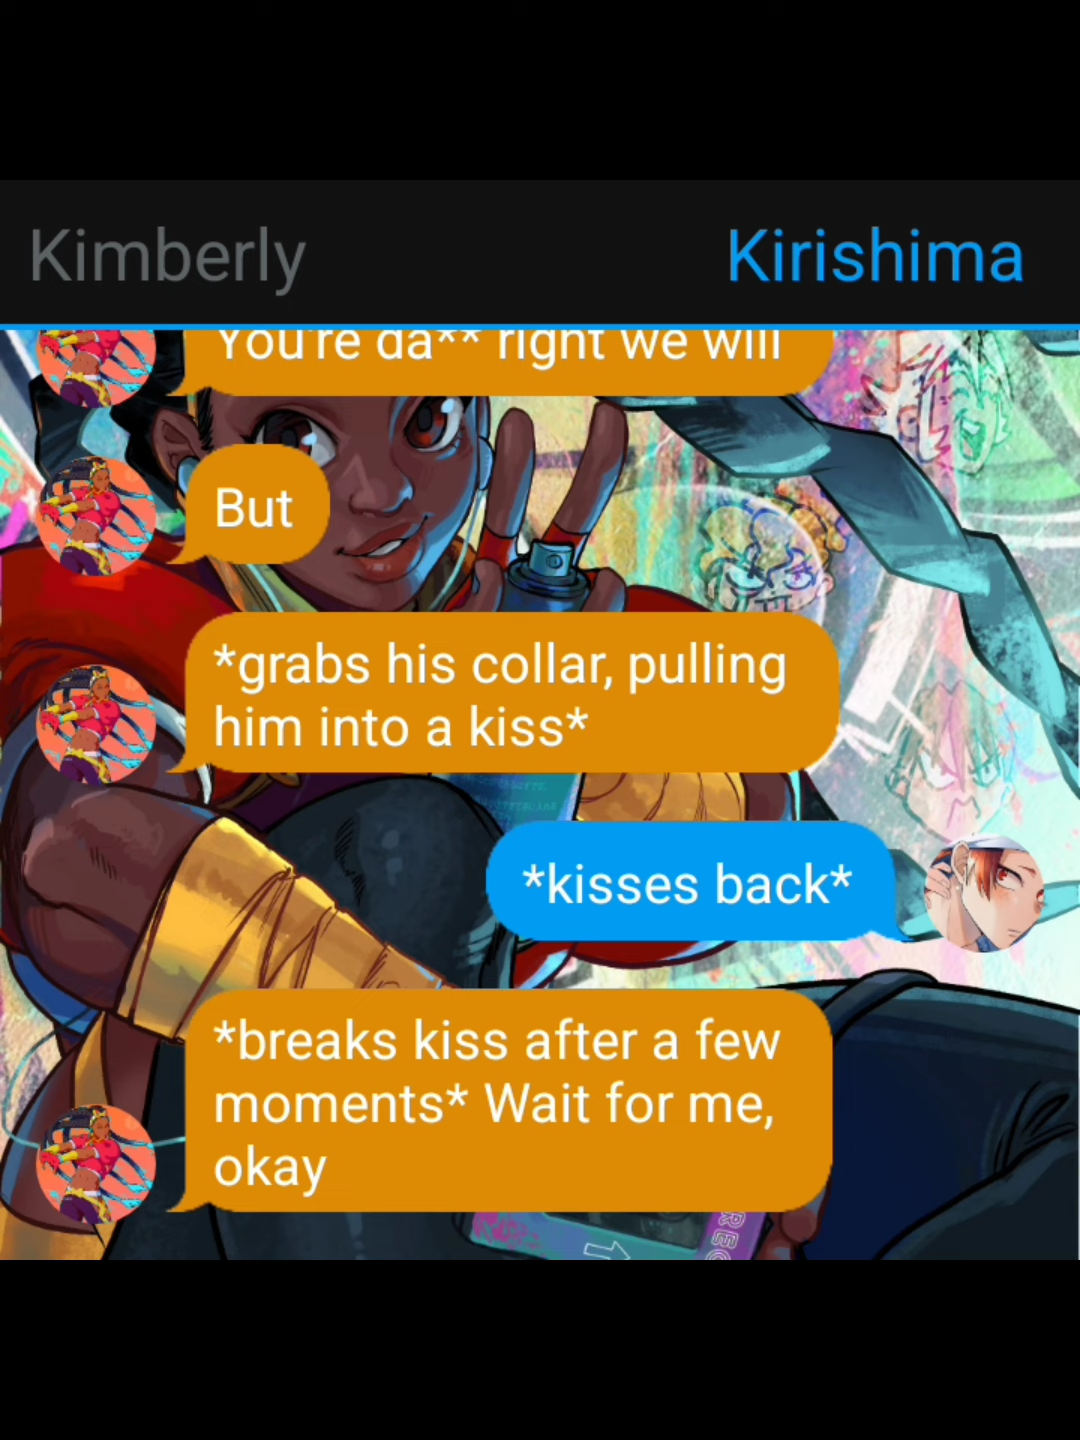 Kimberly
Kirishima
You're da** right we will
But
*grabs his collar, pulling
him into a kiss*
*kisses back*
*breaks kiss after a few
moments* Wait for me,
okay
REC